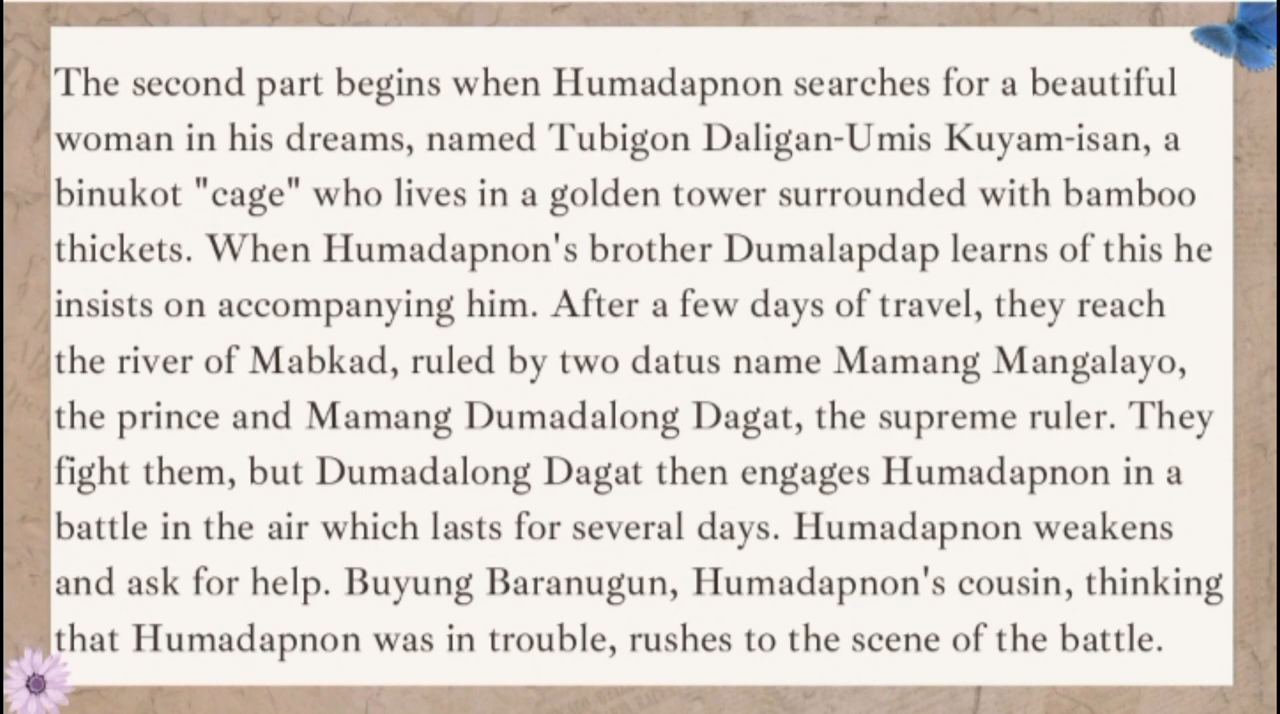 The second part begins when Humadapnon searches for a beautiful
woman in his dreams, named Tubigon Daligan-Umis Kuyam-isan, a
binukot "cage" who lives in a golden tower surrounded with bamboo
thickets. When Humadapnon's brother Dumalapdap learns of this he
insists on accompanying him. After a few days of travel, they reach
the river of Mabkad, ruled by two datus name Mamang Mangalayo,
the prince and Mamang Dumadalong Dagat, the supreme ruler. They
fight them, but Dumadalong Dagat then engages Humadapnon in a
battle in the air which lasts for several days. Humadapnon weakens
and ask for help. Buyung Baranugun, Humadapnon's cousin, thinking
that Humadapnon was in trouble, rushes to the scene of the battle.